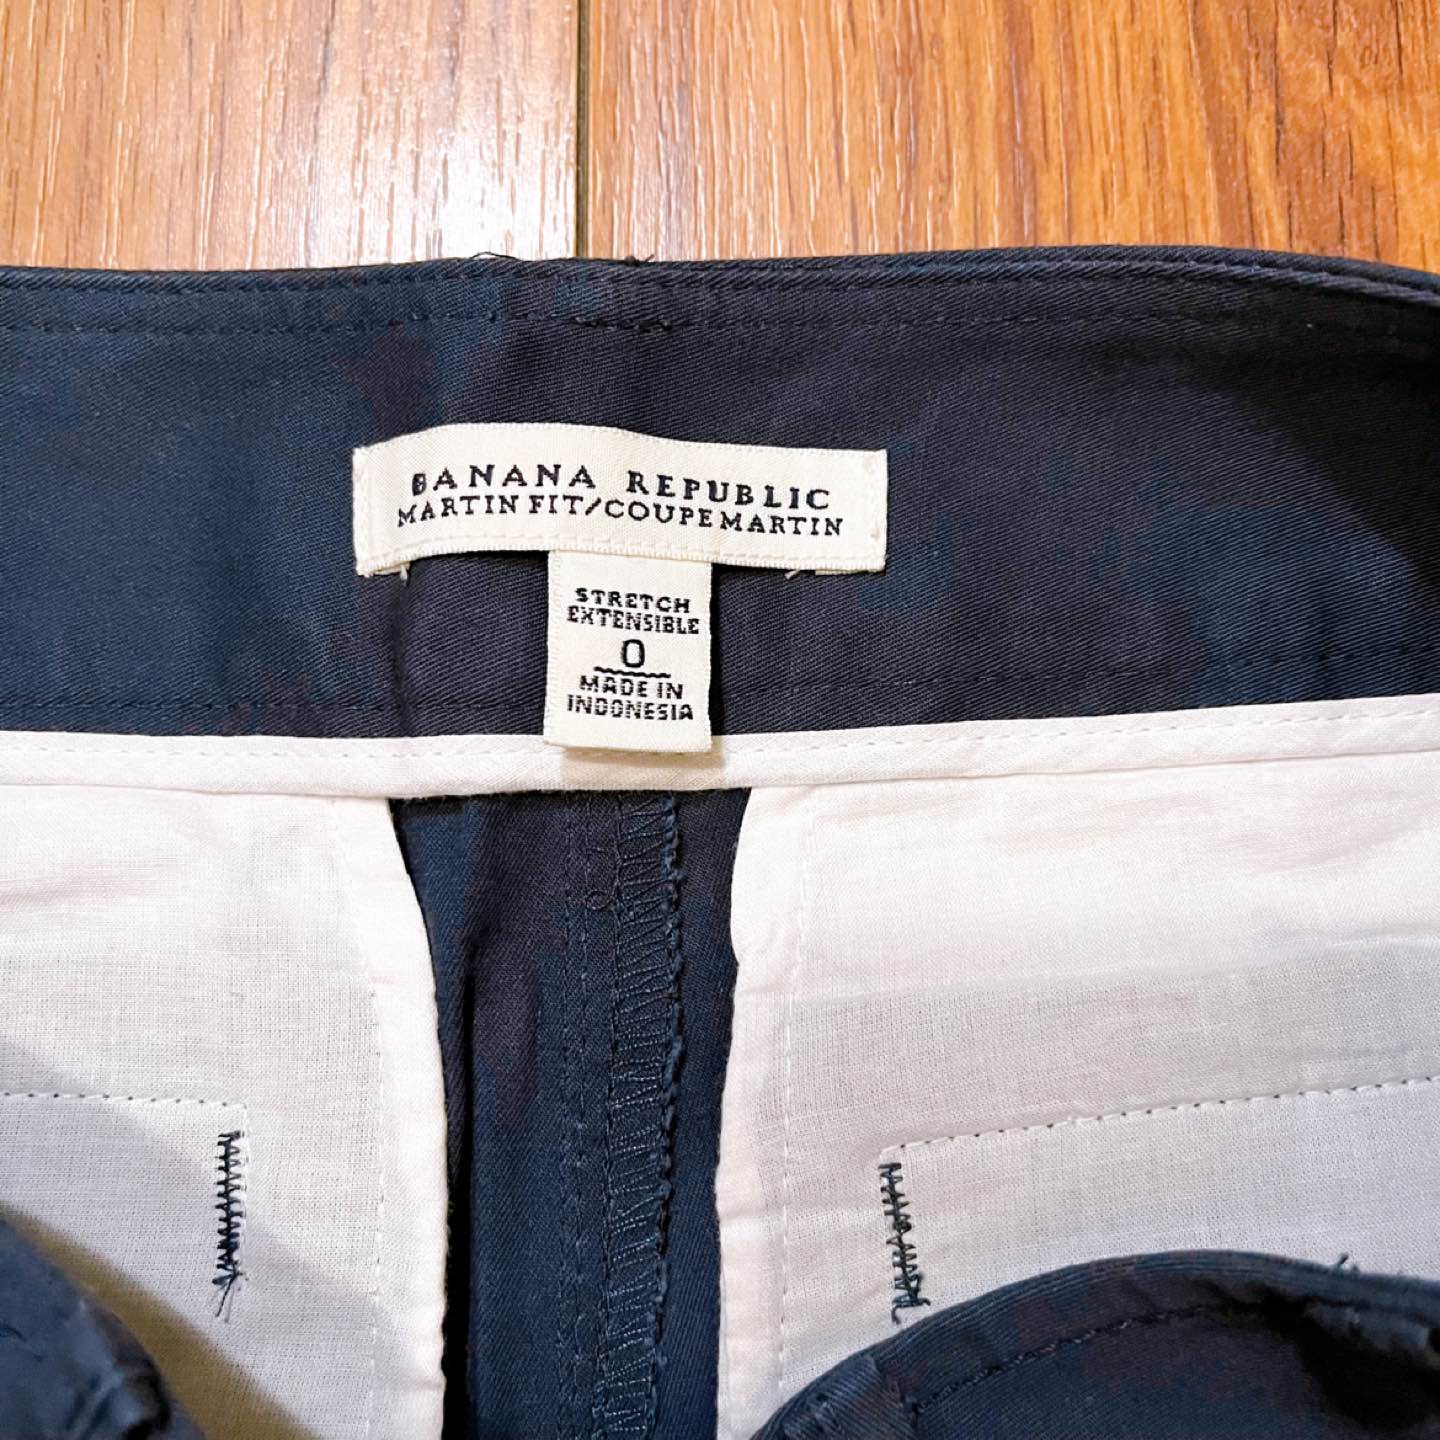 BANANA REPUBLIC
MARTIN FIT/COUPE MARTIN
STRETCH
EXTENSIBLE
0
MADE IN
INDONESIA